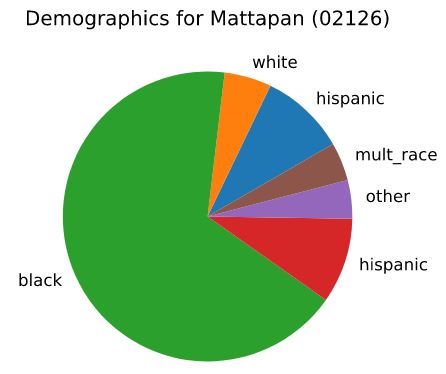 Demographics for Mattapan (02126)
white
hispanic
mult_race
other
hispanic
black